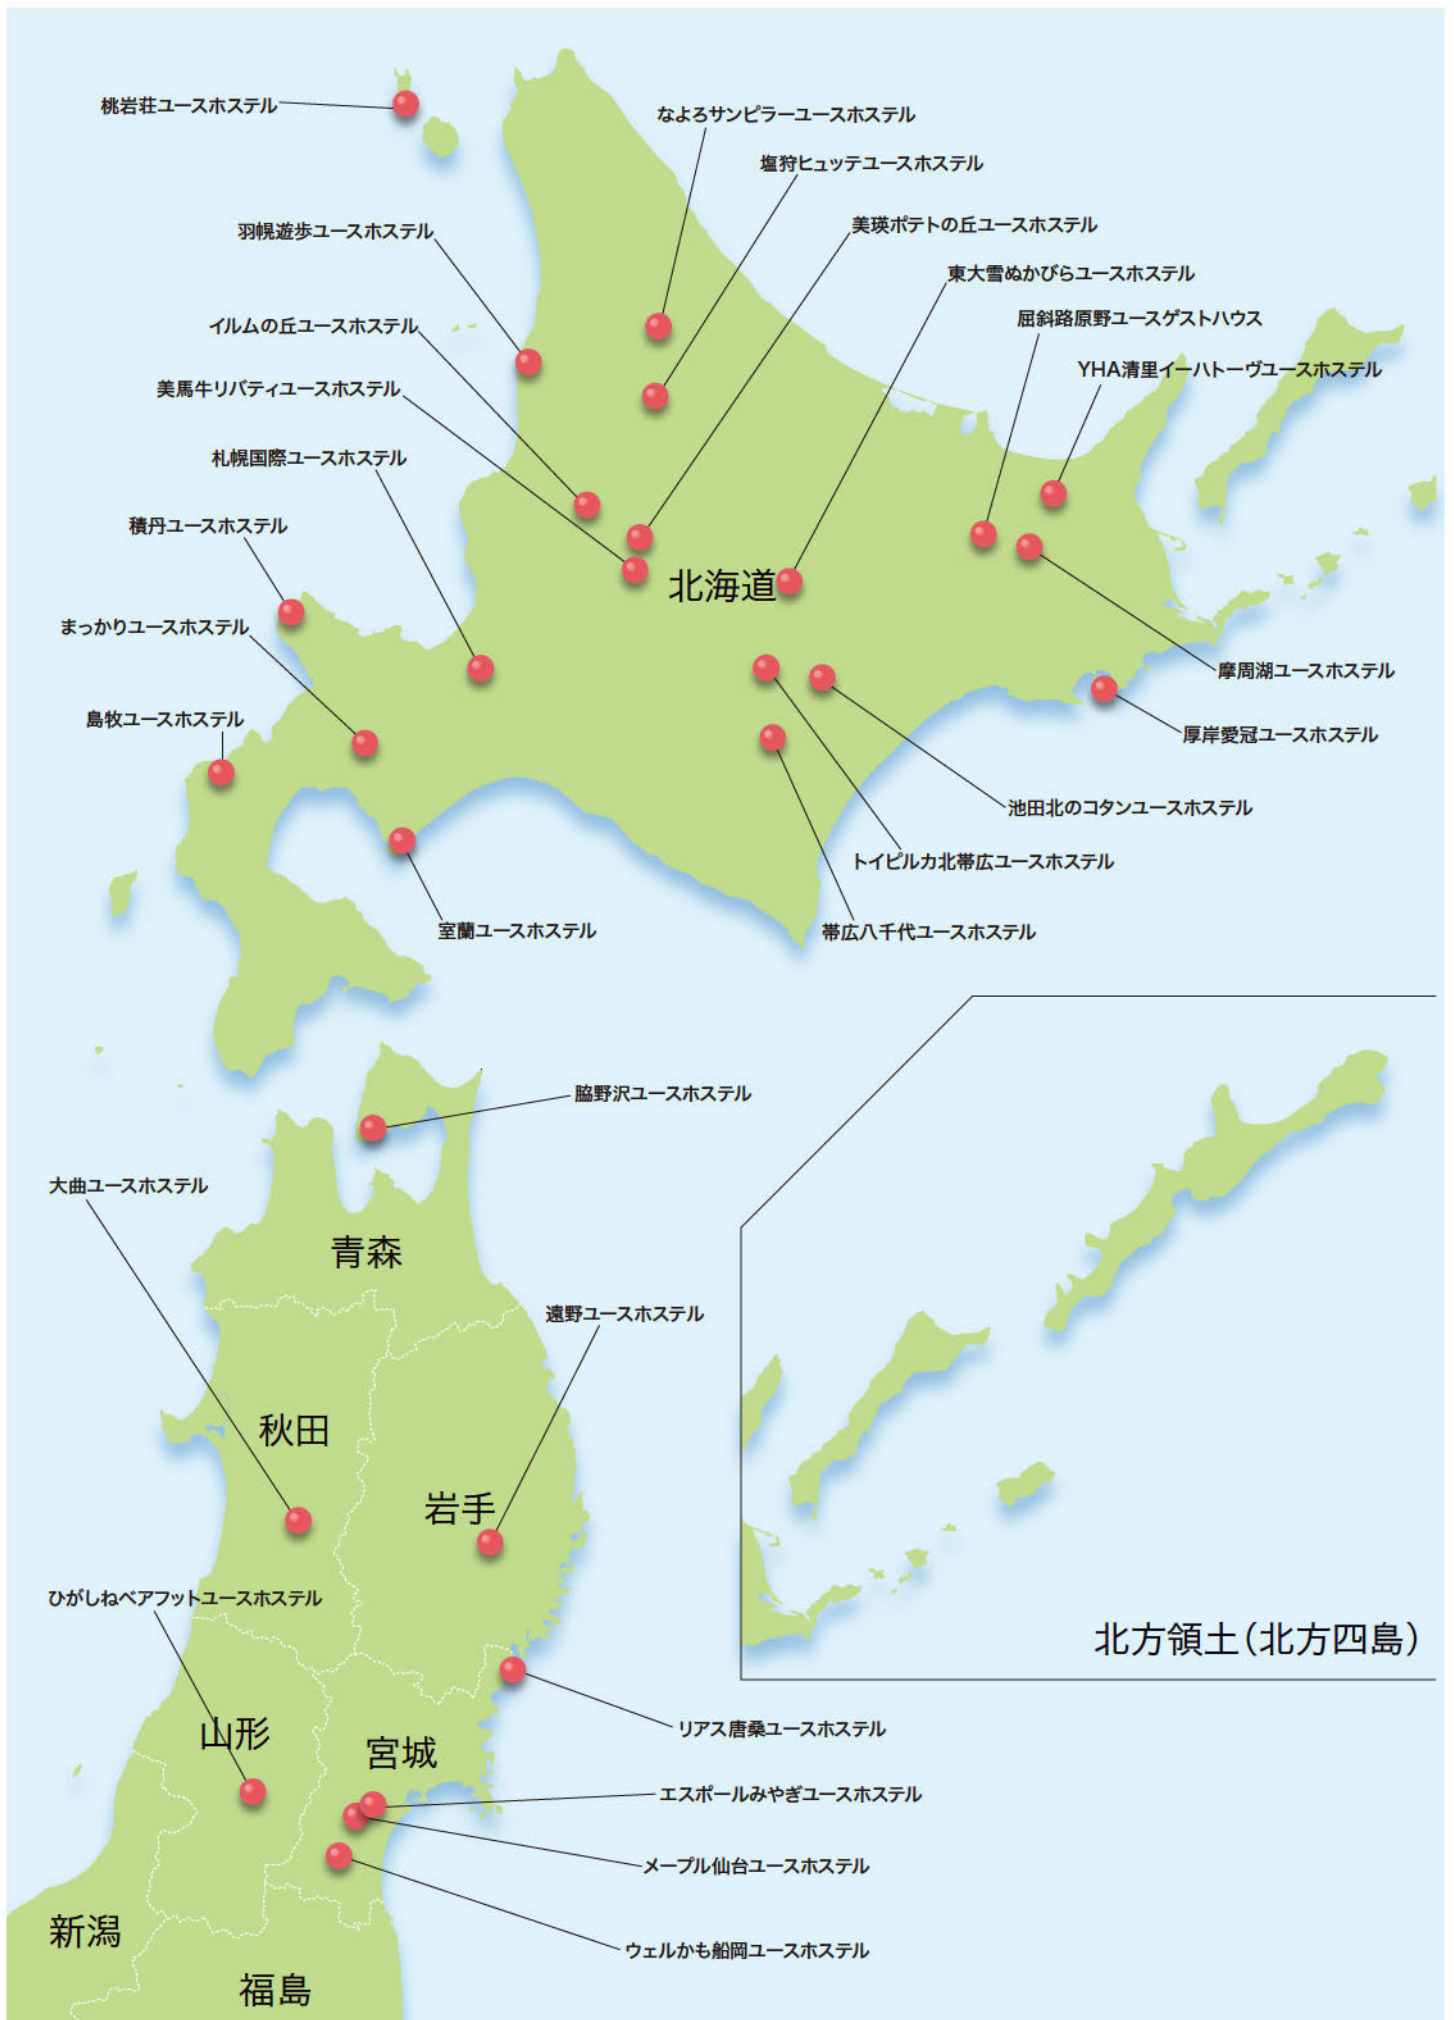 桃岩荘ユースホステル
なよろサンピラーユースホステル
塩狩ヒュッテユースホステル
羽幌遊歩ユースホステル
美瑛ポテトの丘ユースホステル
東大雪ぬかびらユースホステル
イルムの丘ユースホステル
屈斜路原野ユースゲストハウス
YHA清里イーハトーヴユースホステル
美馬牛リバティユースホステル
札幌国際ユースホステル
積丹ユースホステル
北海道
まっかりユースホステル
摩周湖ユースホステル
島牧ユースホステル
厚岸愛冠ユースホステル
池田北のコタンユースホステル
トイピルカ北帯広ユースホステル
室蘭ユースホステル
帯広八千代ユースホステル
脇野沢ユースホステル
大曲ユースホステル
青森
遠野ユースホステル
秋田
岩手
ひがしねベアフットユースホステル
北方領土（北方四島）
リアス唐桑ユースホステル
山形
宮城
エスポールみやぎユースホステル
メープル仙台ユースホステル
新潟
ウェルかも船岡ユースホステル
福島